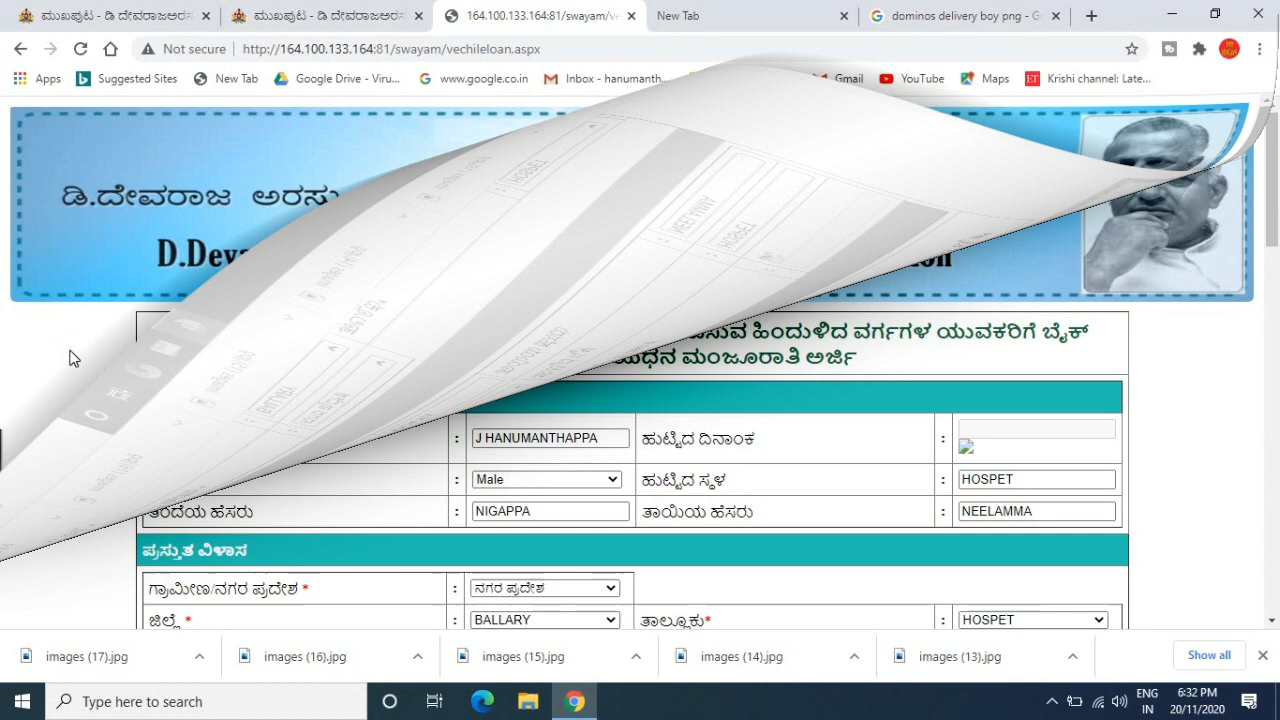 ಮುಖಪುಟ - ಡಿ ದೇವರಾಜಅರಸ
ಮುಖಪುಟ - ಡಿ ದೇವರಾಜಅರಸ
164.100.133.164:81/swayam/ve
New Tab
dominos delivery boy png - Go
Not secure
http://164.100.133.164:81/swayam/vechileloan.aspx
Apps
Suggested Sites
New Tab
Google Drive - Viru...
www.google.co.in
Inbox - hanumanth...
Gmail
YouTube
Maps
Krishi channel: Late...
ಡಿ.ದೇವರಾಜ ಅರಸು
D.Deva
ಹಿಂದುಳಿದ ವರ್ಗಗಳ ಯುವಕರಿಗೆ ಬೈಕ್
ಮಂಜೂರಾತಿ ಅರ್ಜಿ
: J HANUMANTHAPPA ಹುಟ್ಟಿದ ದಿನಾಂಕ :
: Male ಹುಟ್ಟಿದ ಸ್ಥಳ : HOSPET
ತಂದೆಯ ಹೆಸರು : NIGAPPA ತಾಯಿಯ ಹೆಸರು : NEELAMMA
ಪ್ರಸ್ತುತ ವಿಳಾಸ
ಗ್ರಾಮೀಣ/ನಗರ ಪ್ರದೇಶ * : ನಗರ ಪ್ರದೇಶ
ಜಿಲ್ಲೆ * : BALLARY ತಾಲ್ಲೂಕು* : HOSPET
images (17).jpg
images (16).jpg
images (15).jpg
images (14).jpg
images (13).jpg
Show all
Type here to search
ENG
IN
6:32 PM
20/11/2020